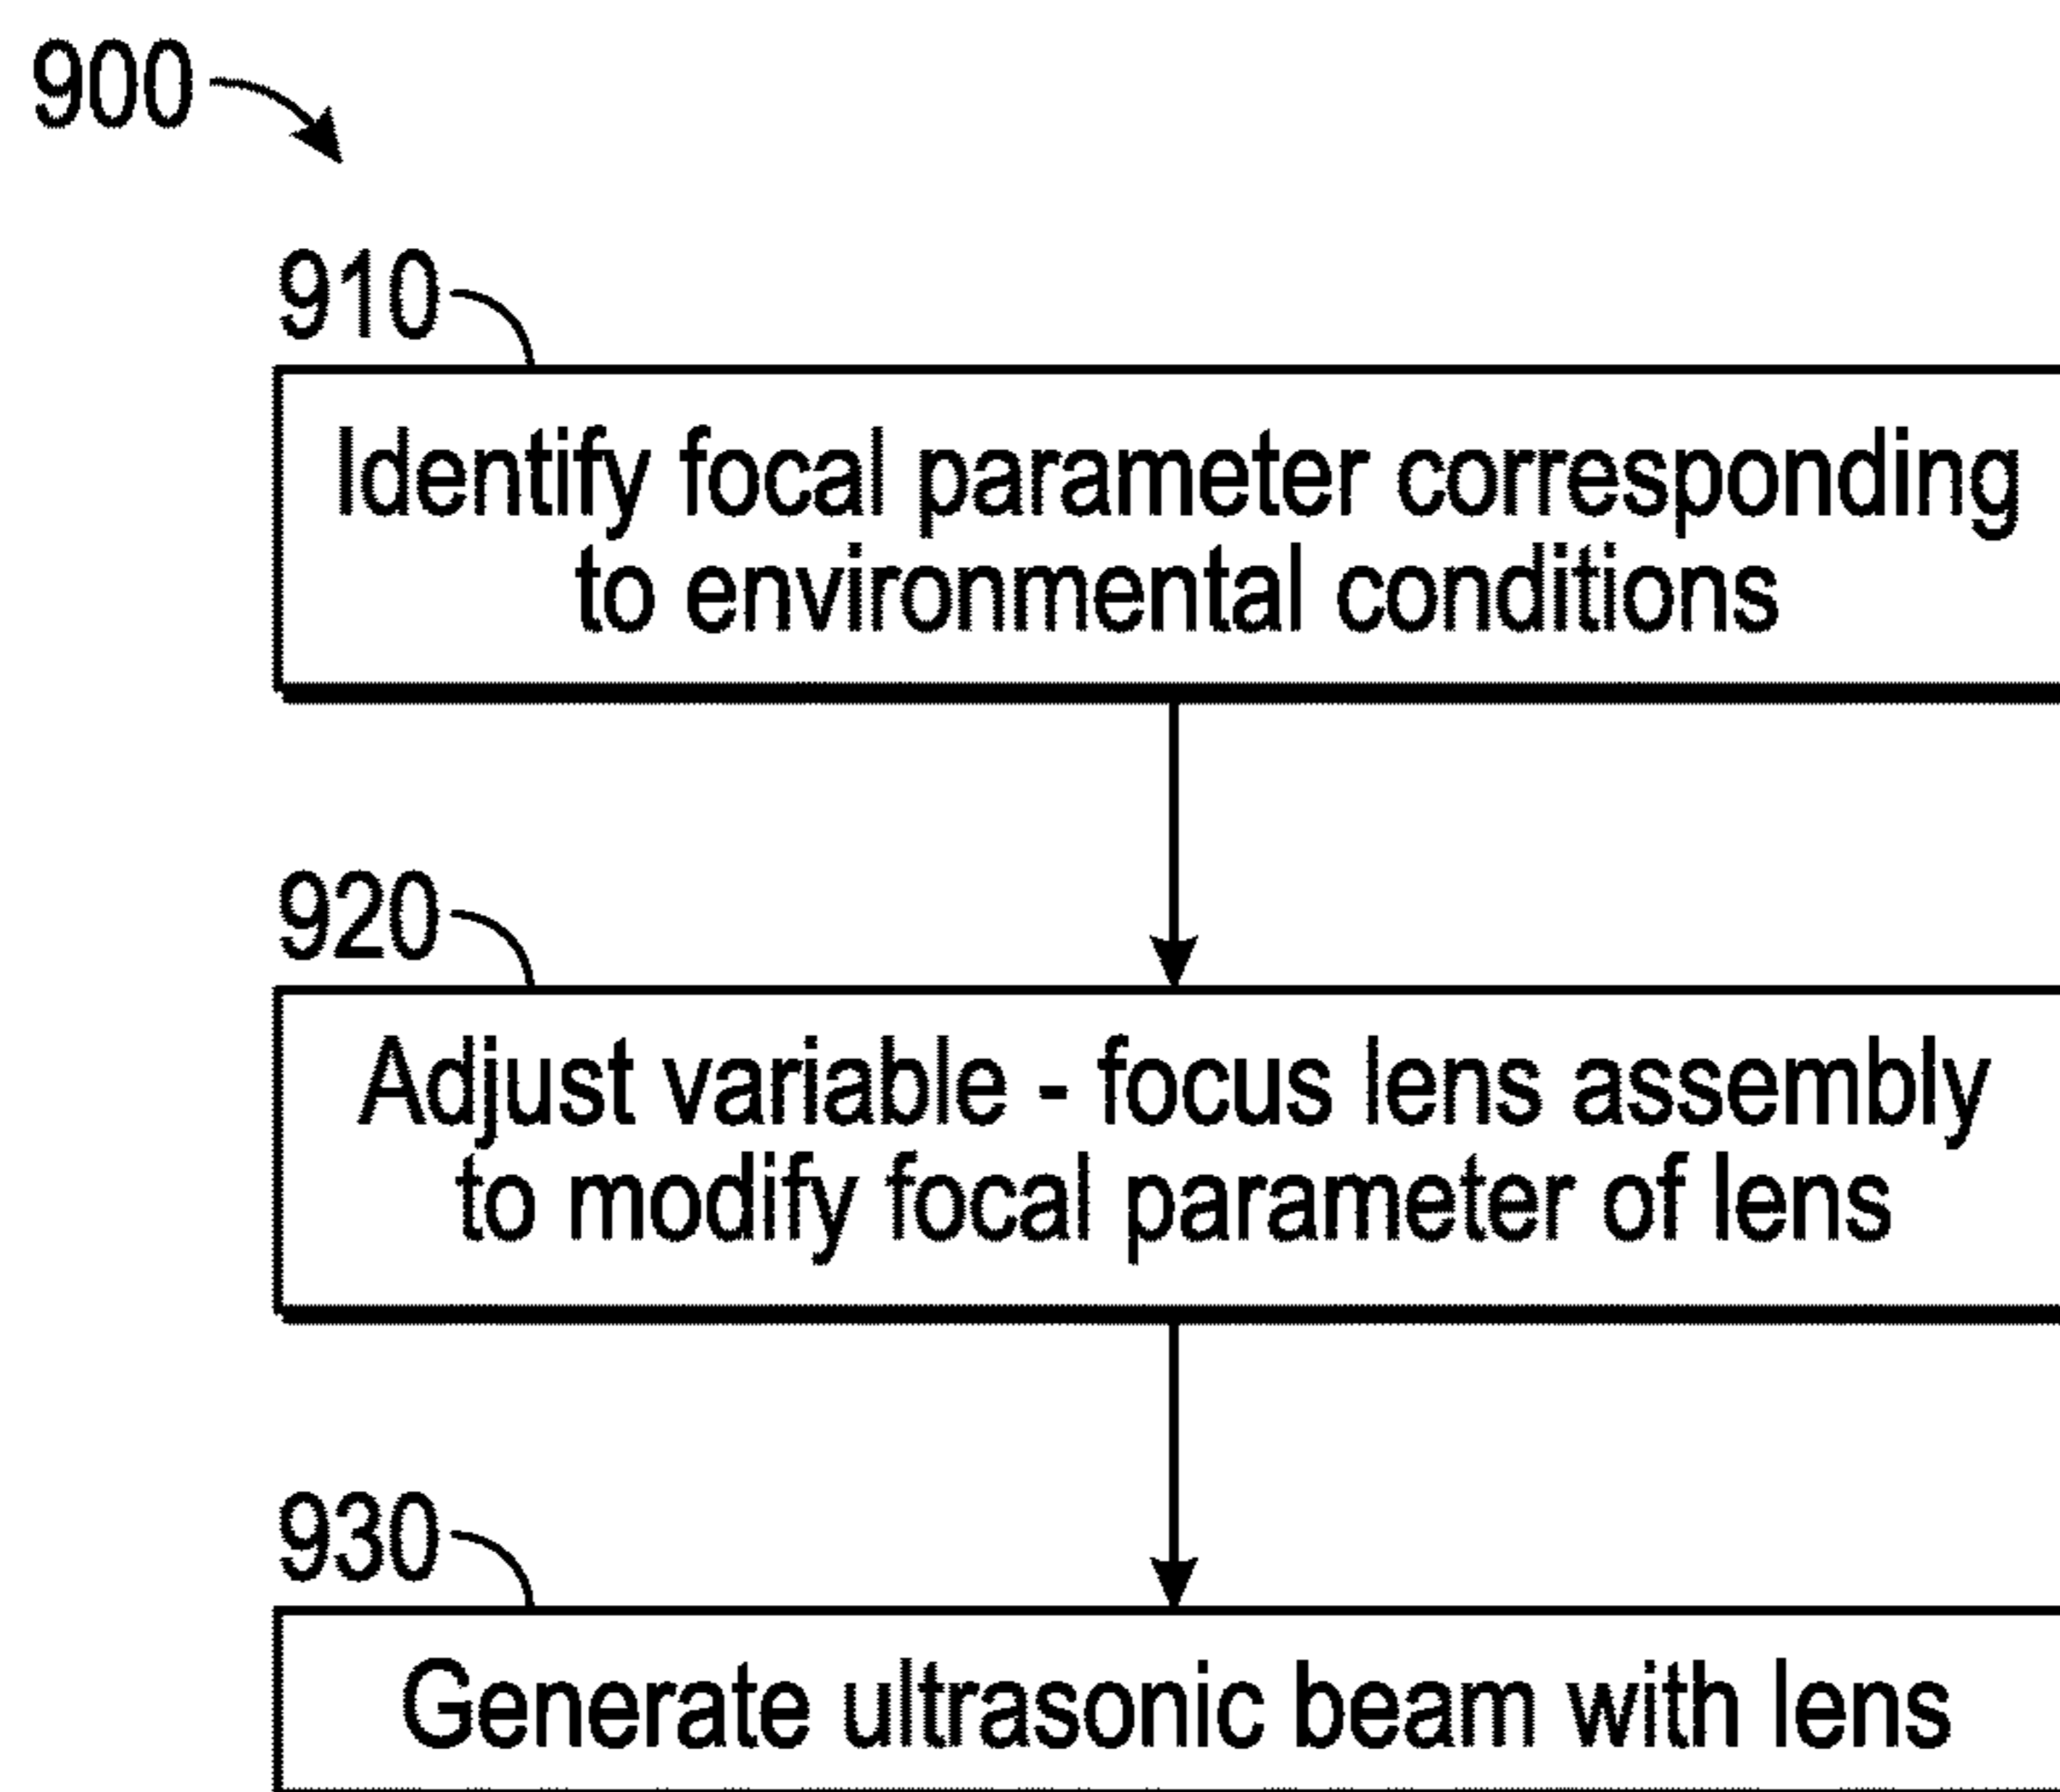 900
910
Identify focal parameter corresponding
to environmental conditions
920
Adjust variable - focus lens assembly
to modify focal parameter of lens
930
Generate ultrasonic beam with lens